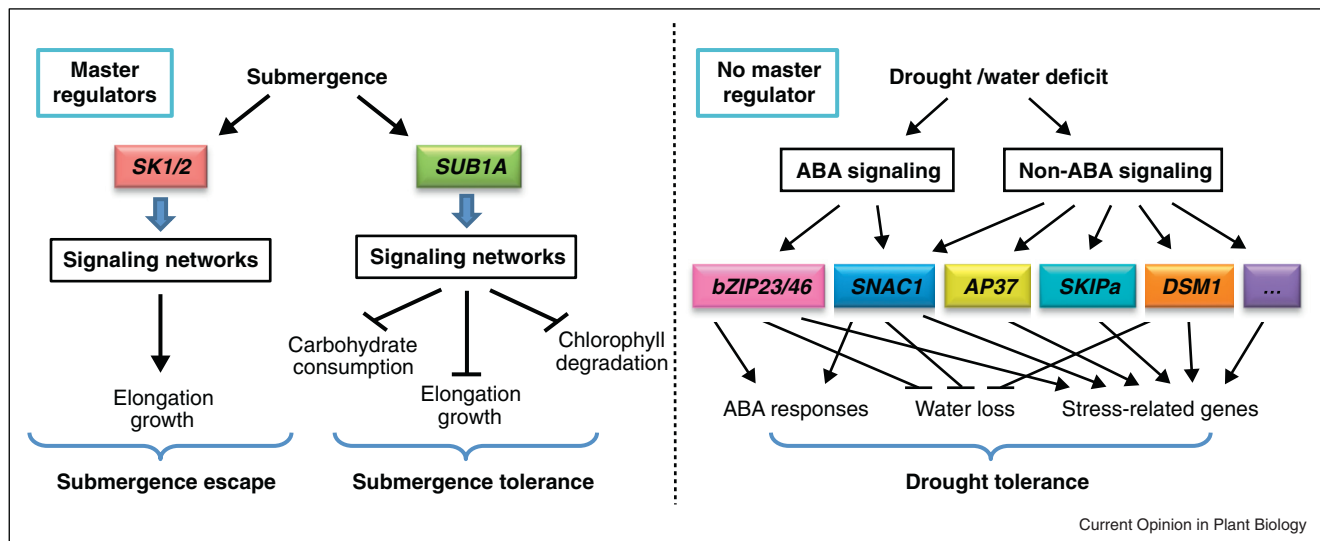 Master
regulators
Submergence
SK1/2
SUB1A
Signaling networks
Signaling networks
Carbohydrate
consumption
Chlorophyll
degradation
Elongation
growth
Elongation
growth
Submergence escape
Submergence tolerance
No master
regulator
Drought /water deficit
ABA signaling
Non-ABA signaling
bZIP23/46
SNAC1
AP37
SKIPa
DSM1
...
ABA responses
Water loss
Stress-related genes
Drought tolerance
Current Opinion in Plant Biology